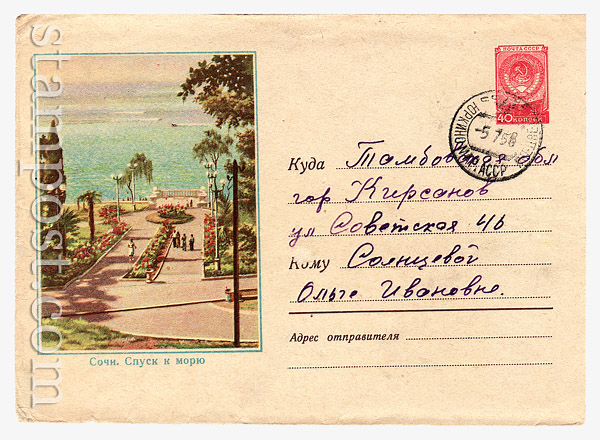 stampost.com
Сочи. Спуск к морю
ПОЧТА СССР
40 КОПЕЕК
-5 7 58
АССР
Куда Тамбовская обл
гор Кирсанов
ул Советская 46
Кому Солнцевой
Ольге Ивановне.
Адрес отправителя